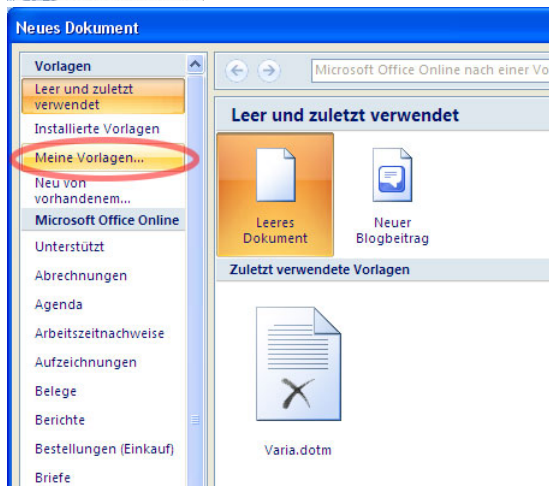 Neues Dokument
Vorlagen
Leer und zuletzt
verwendet
Installierte Vorlagen
Meine Vorlagen...
Neu von
vorhandenem...
Microsoft Office Online
Unterstützt
Abrechnungen
Agenda
Arbeitszeitnachweise
Aufzeichnungen
Belege
Berichte
Bestellungen (Einkauf)
Briefe
Microsoft Office Online nach einer Vo
Leer und zuletzt verwendet
Leeres
Dokument
Neuer
Blogbeitrag
Zuletzt verwendete Vorlagen
Varia.dotm